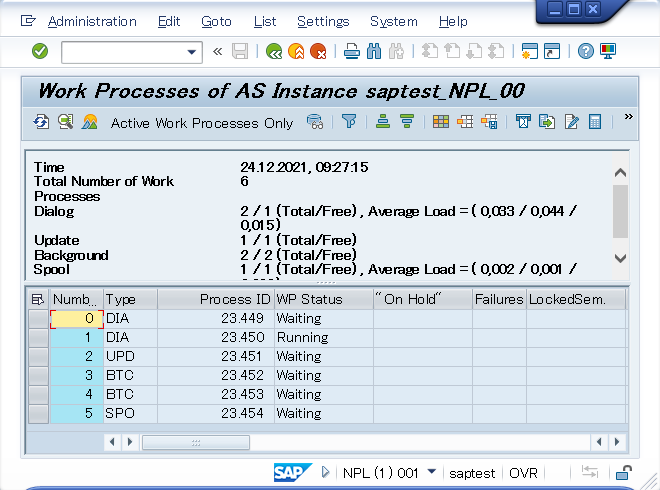 Administration Edit Goto List Settings System Help
«
Work Processes of AS Instance saptest_NPL_00
Active Work Processes Only »
Time 24.12.2021, 09:27:15
Total Number of Work 6
Processes
Dialog 2 / 1 (Total/Free) , Average Load = ( 0,033 / 0,044 /
0,015)
Update 1 / 1 (Total/Free)
Background 2 / 2 (Total/Free)
Spool 1 / 1 (Total/Free) , Average Load = ( 0,002 / 0,001 /
Numb... Type Process ID WP Status "On Hold" Failures LockedSem.
0 DIA 23.449 Waiting
1 DIA 23.450 Running
2 UPD 23.451 Waiting
3 BTC 23.452 Waiting
4 BTC 23.453 Waiting
5 SPO 23.454 Waiting
SAP NPL (1) 001 saptest OVR